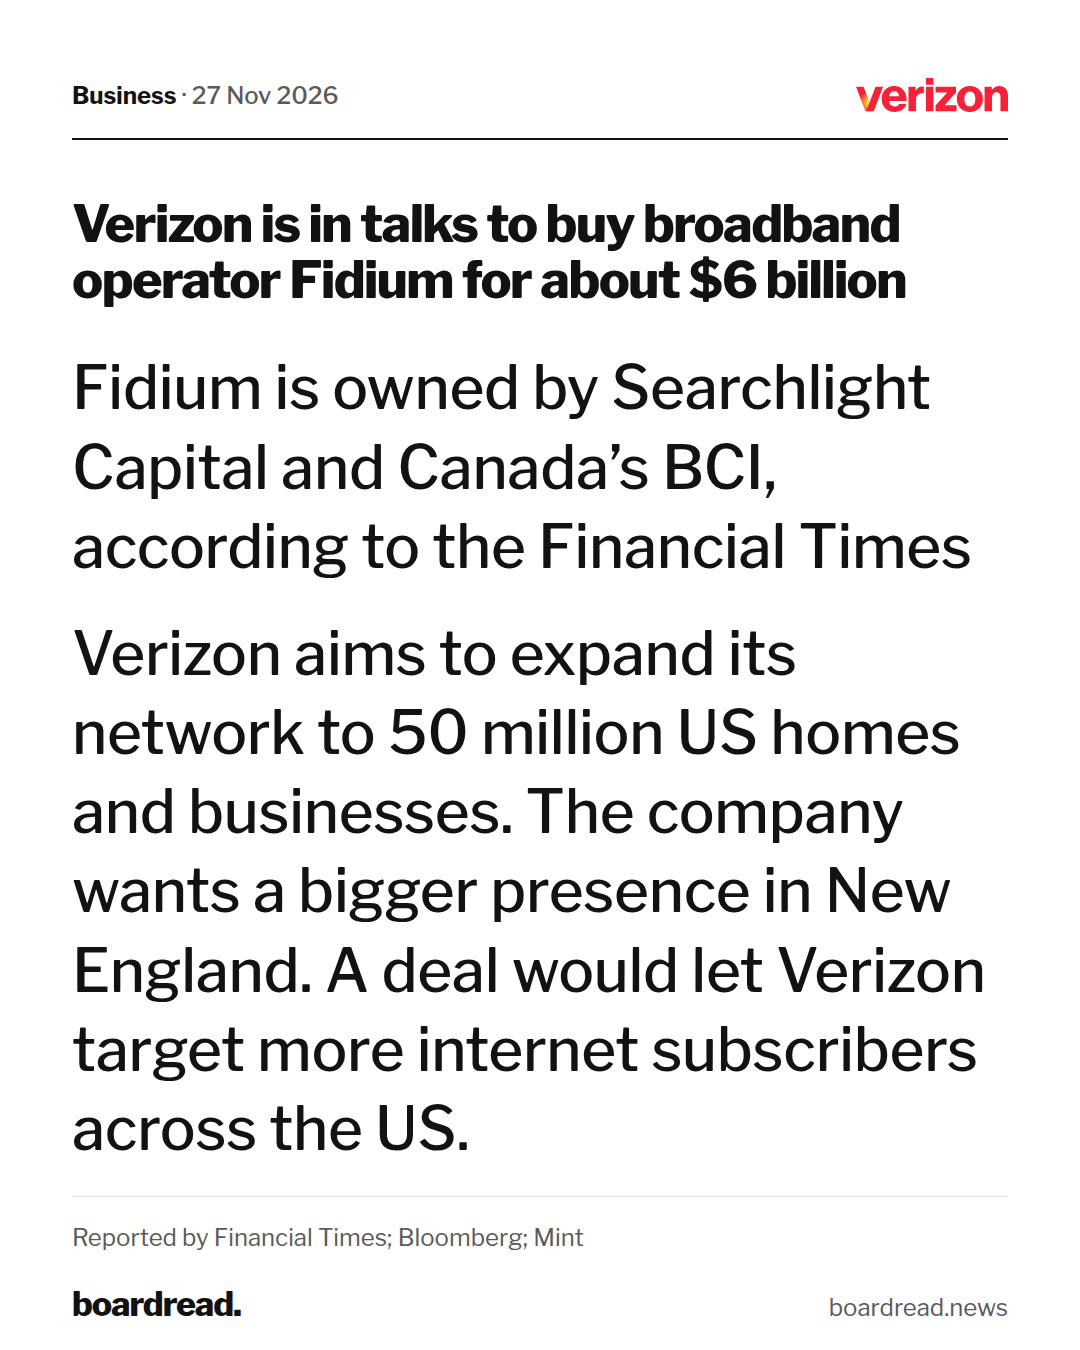 Business · 27 Nov 2026
verizon
Verizon is in talks to buy broadband
operator Fidium for about $6 billion
Fidium is owned by Searchlight
Capital and Canada’s BCI,
according to the Financial Times
Verizon aims to expand its
network to 50 million US homes
and businesses. The company
wants a bigger presence in New
England. A deal would let Verizon
target more internet subscribers
across the US.
Reported by Financial Times; Bloomberg; Mint
boardread.
boardread.news